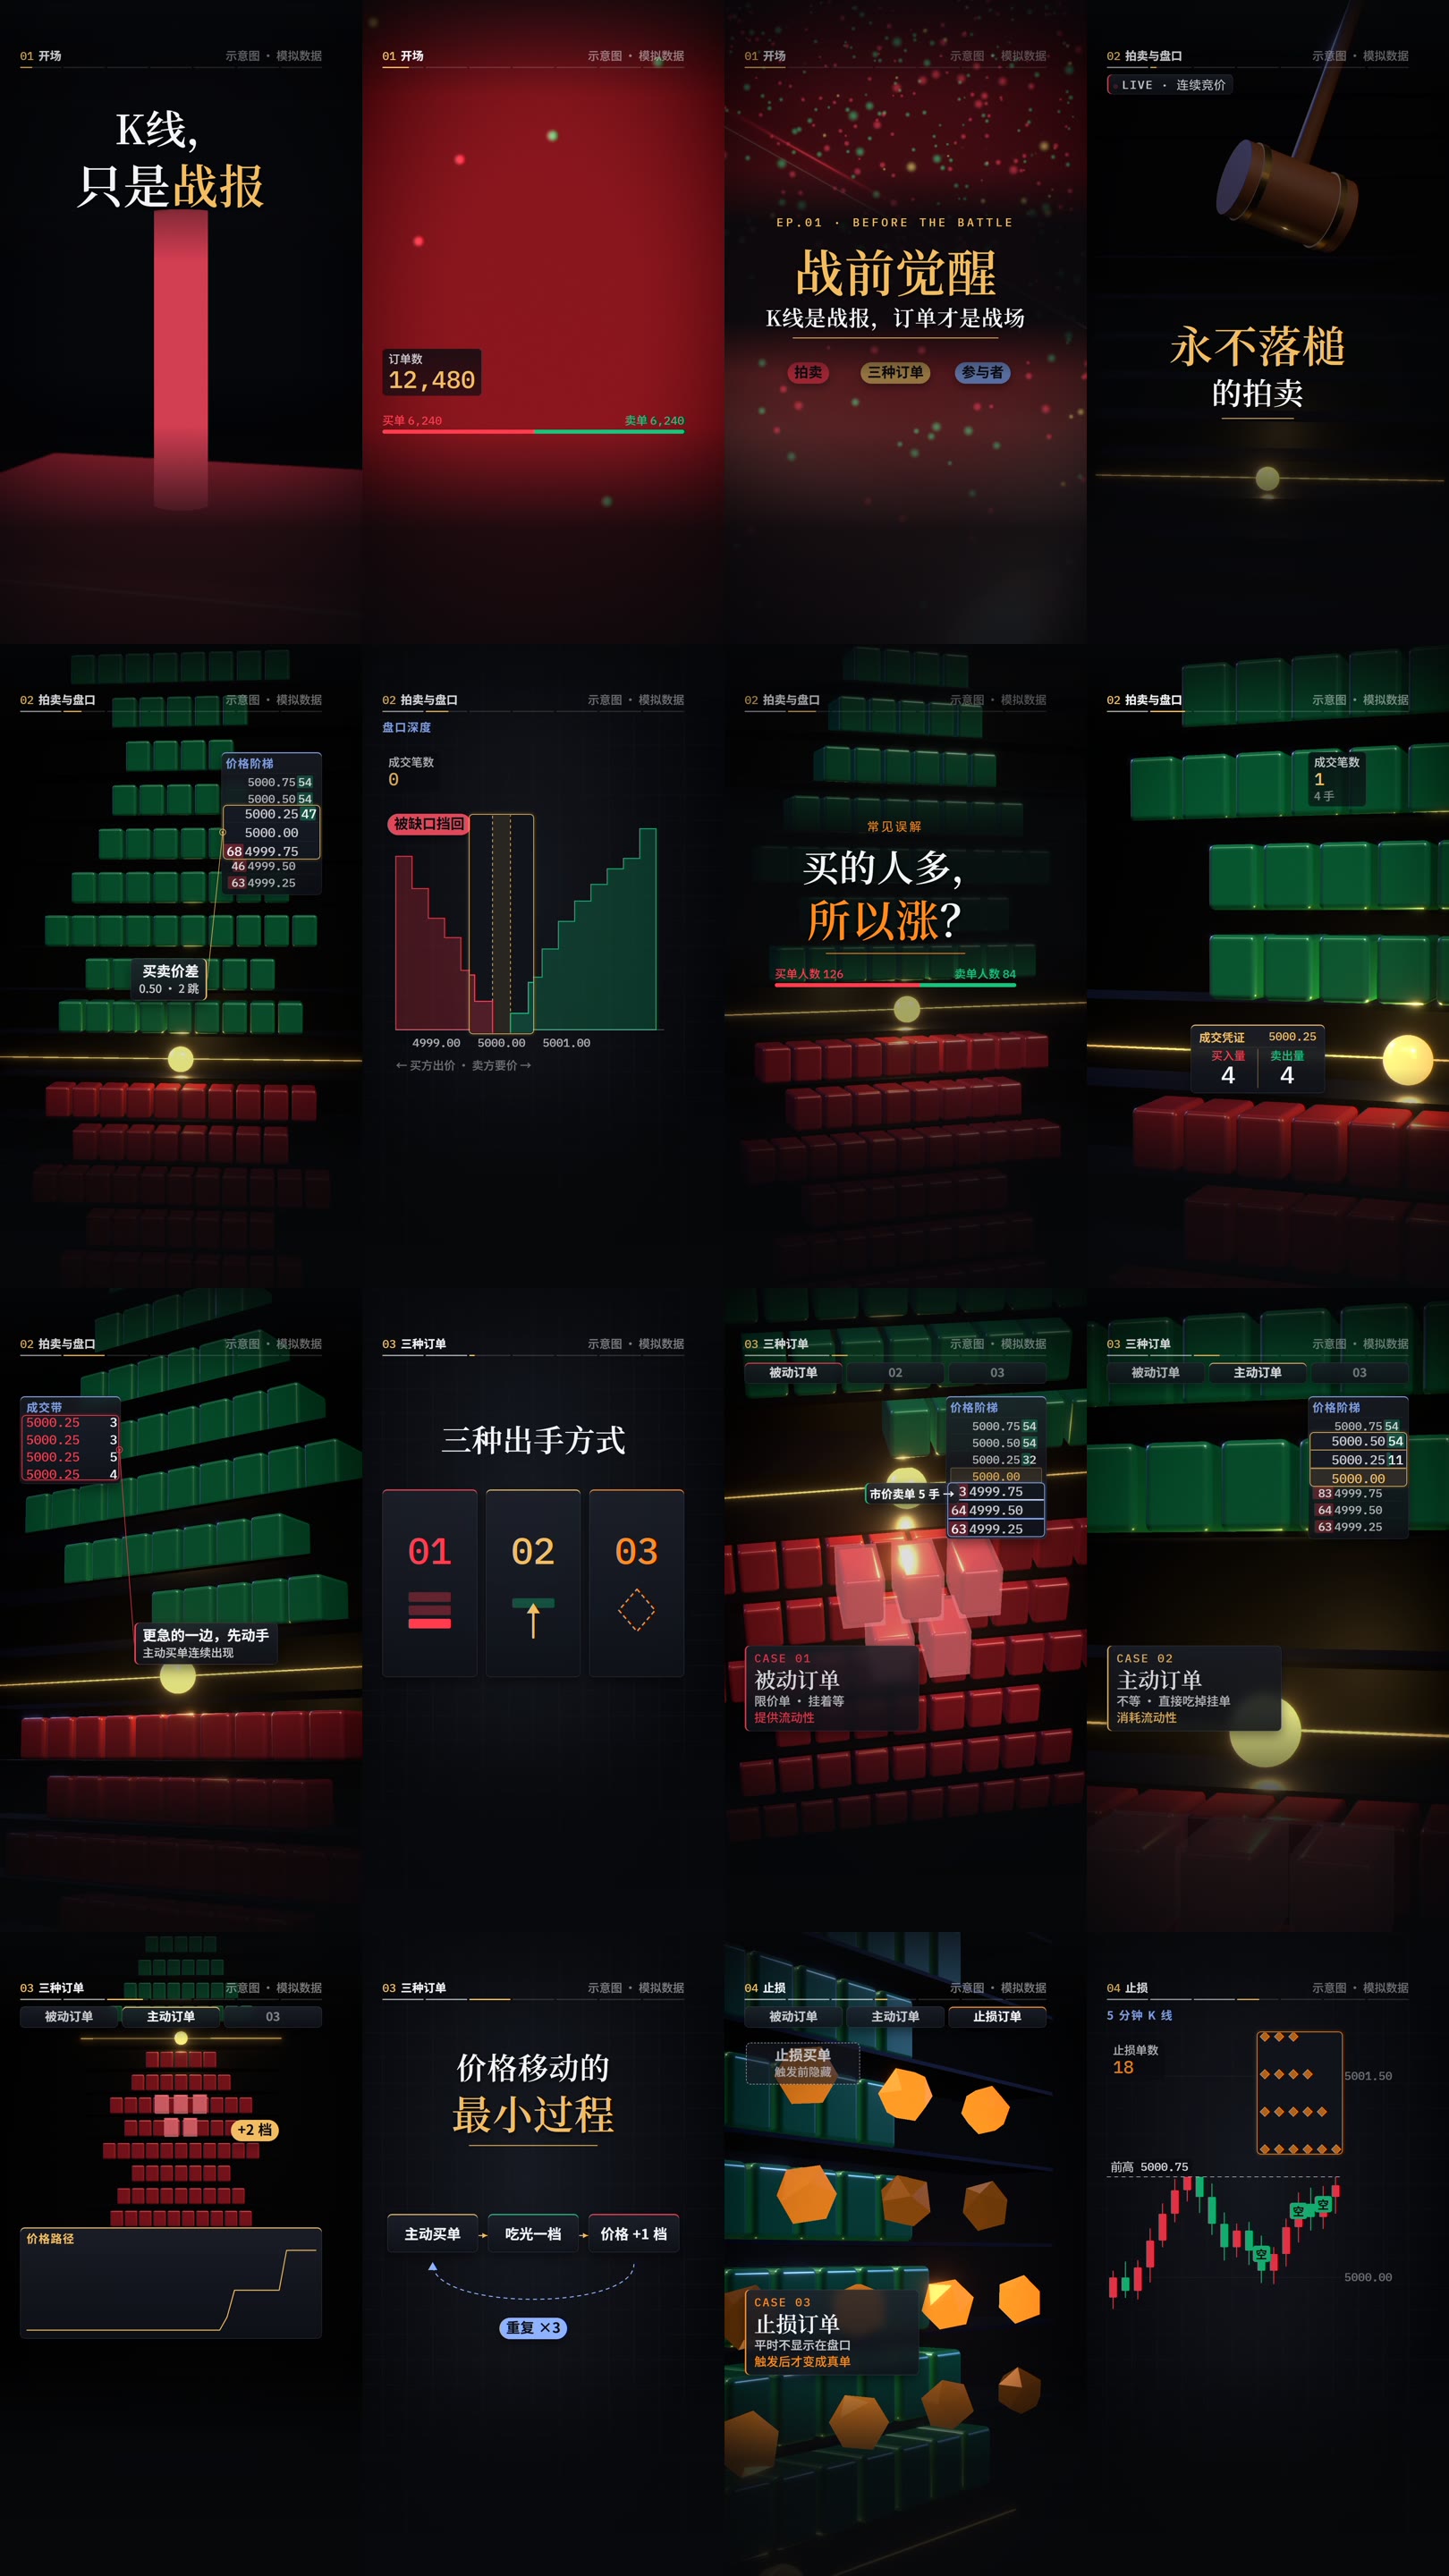 01 开场
示意图 • 模拟数据
K线,
只是战报
01 开场
示意图 • 模拟数据
订单数
12,480
买单 6,240
卖单 6,240
01 开场
示意图 • 模拟数据
EP.01 · BEFORE THE BATTLE
战前觉醒
K线是战报，订单才是战场
拍卖
三种订单
参与者
02 拍卖与盘口
示意图 • 模拟数据
LIVE · 连续竞价
永不落槌
的拍卖
02 拍卖与盘口
示意图 • 模拟数据
价格阶梯
5000.75 54
5000.50 54
5000.25 47
5000.00
68 4999.75
46 4999.50
63 4999.25
买卖价差
0.50 • 2 跳
02 拍卖与盘口
示意图 • 模拟数据
盘口深度
成交笔数
0
被缺口挡回
4999.00 5000.00 5001.00
← 买方出价 • 卖方要价 →
02 拍卖与盘口
示意图 • 模拟数据
常见误解
买的人多，
所以涨?
买单人数 126
卖单人数 84
02 拍卖与盘口
示意图 • 模拟数据
成交笔数
1
4 手
成交凭证 5000.25
买入量 卖出量
4 4
02 拍卖与盘口
示意图 • 模拟数据
成交带
5000.25 3
5000.25 3
5000.25 5
5000.25 4
更急的一边，先动手
主动买单连续出现
03 三种订单
示意图 • 模拟数据
三种出手方式
01
02
03
03 三种订单
示意图 • 模拟数据
被动订单 02 03
价格阶梯
5000.75 54
5000.50 54
5000.25 32
5000.00
市价卖单 5 手 → 3 4999.75
64 4999.50
63 4999.25
CASE 01
被动订单
限价单 • 挂着等
提供流动性
03 三种订单
示意图 • 模拟数据
被动订单 主动订单 03
价格阶梯
5000.75 54
5000.50 54
5000.25 11
5000.00
83 4999.75
64 4999.50
63 4999.25
CASE 02
主动订单
不等 • 直接吃掉挂单
消耗流动性
03 三种订单
示意图 • 模拟数据
被动订单 主动订单 03
+2 档
价格路径
03 三种订单
示意图 • 模拟数据
价格移动的
最小过程
主动买单
吃光一档
价格 +1 档
重复 ×3
04 止损
示意图 • 模拟数据
被动订单 主动订单 止损订单
止损买单
触发前隐藏
CASE 03
止损订单
平时不显示在盘口
触发后才变成真单
04 止损
示意图 • 模拟数据
5 分钟 K 线
止损单数
18
5001.50
前高 5000.75
空
空
空
5000.00